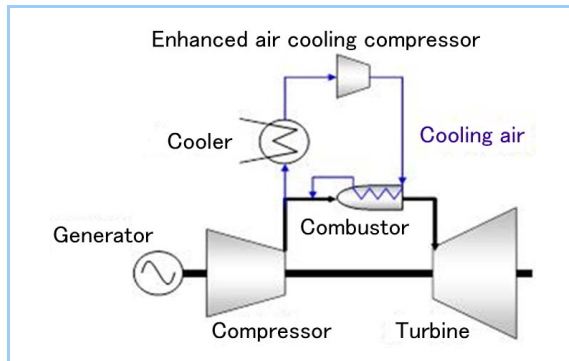 Enhanced air cooling compressor
Cooler
Cooling air
Combustor
Generator
Compressor
Turbine